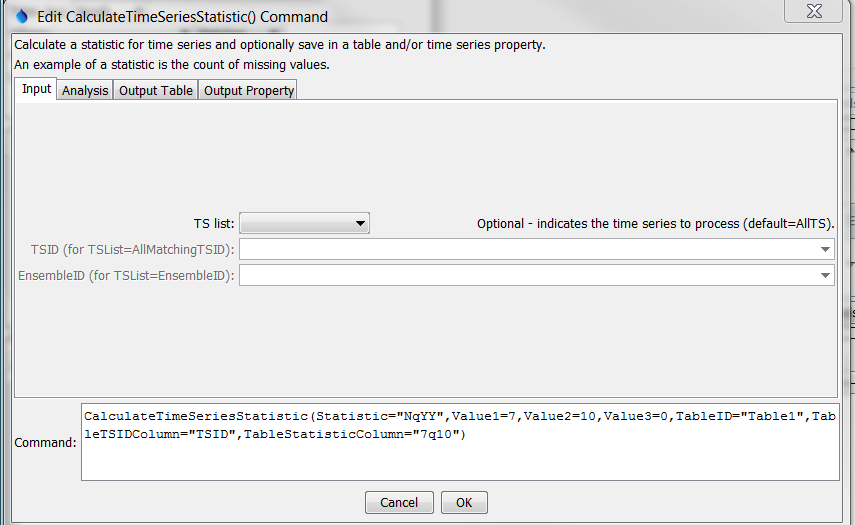 Edit CalculateTimeSeriesStatistic() Command
Calculate a statistic for time series and optionally save in a table and/or time series property.
An example of a statistic is the count of missing values.
Input Analysis Output Table Output Property
TS list: Optional - indicates the time series to process (default=AllTS).
TSID (for TSList=AllMatchingTSID):
EnsembleID (for TSList=EnsembleID):
Command: CalculateTimeSeriesStatistic(Statistic="NqYY",Value1=7,Value2=10,Value3=0,TableID="Table1",Tab
leTSIDColumn="TSID",TableStatisticColumn="7q10")
Cancel OK